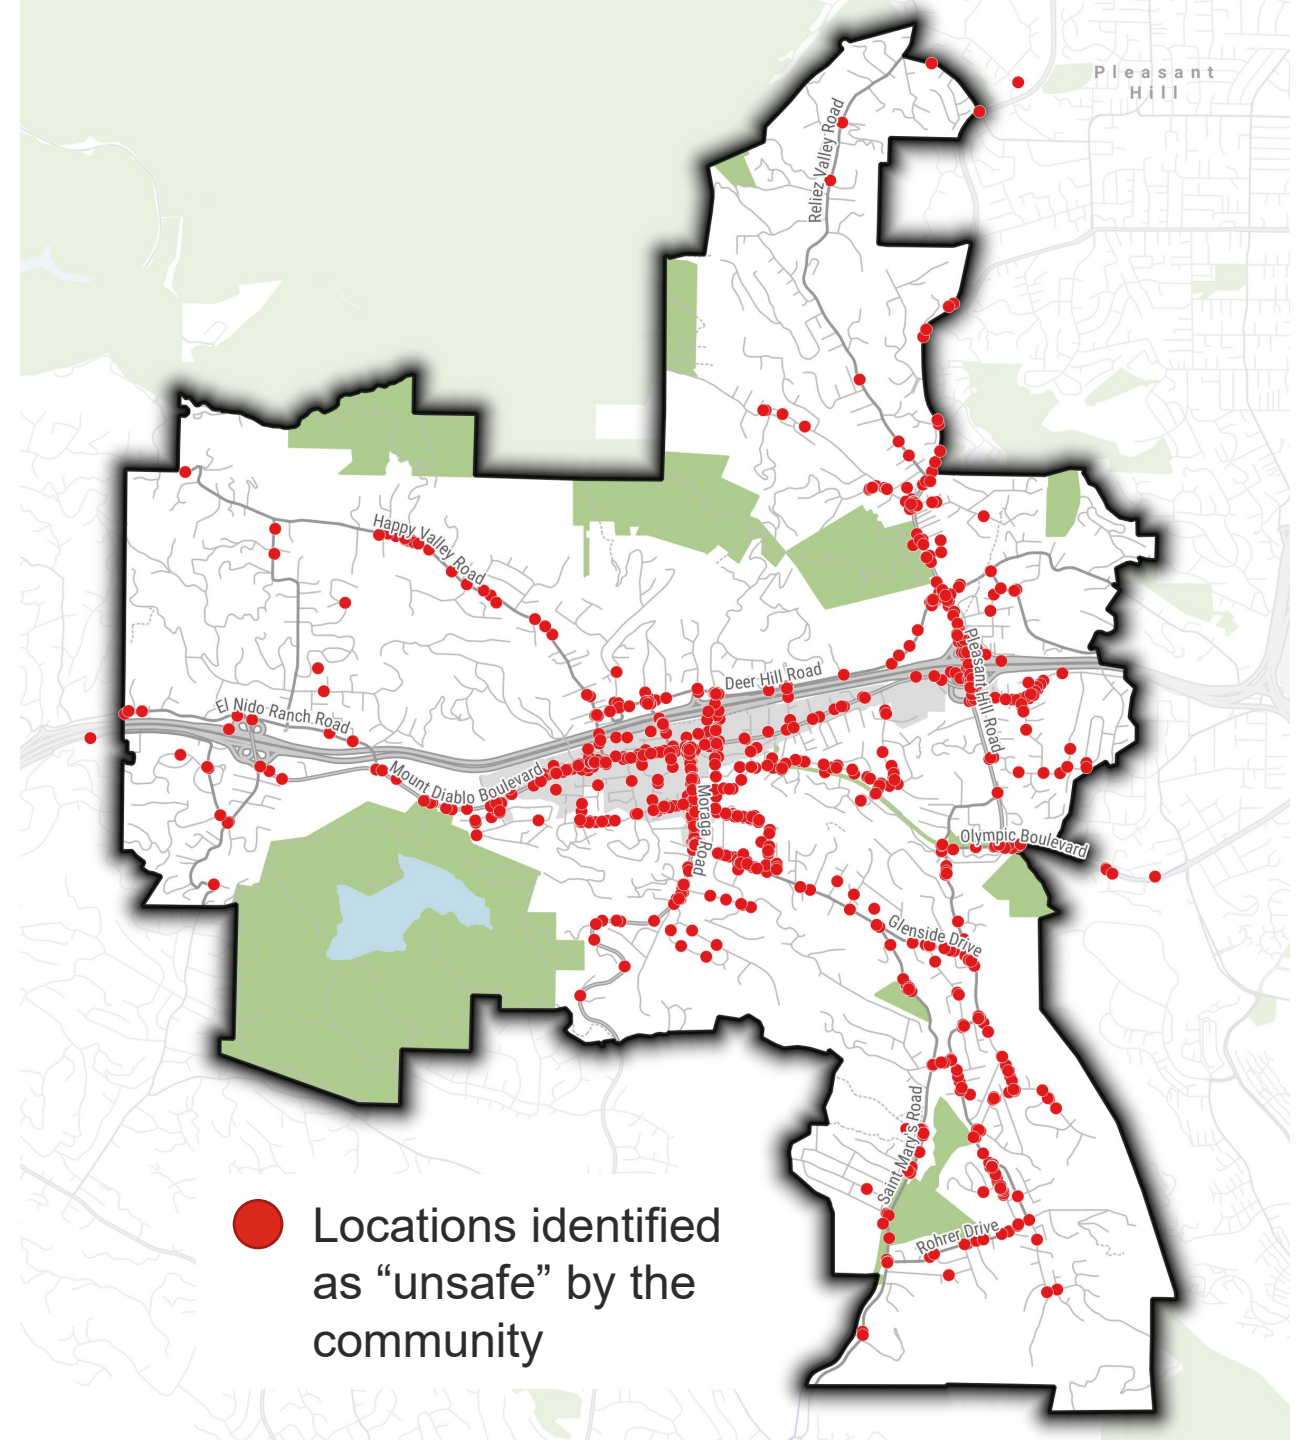 Pleasant
Hill
Reliez Valley Road
Happy Valley Road
Deer Hill Road
El Nido Ranch Road
Pleasant Hill Road
Mount Diablo Boulevard
Moraga Road
Olympic Boulevard
Glenside Drive
Saint Mary's Road
Rohrer Drive
Locations identified
as “unsafe” by the
community